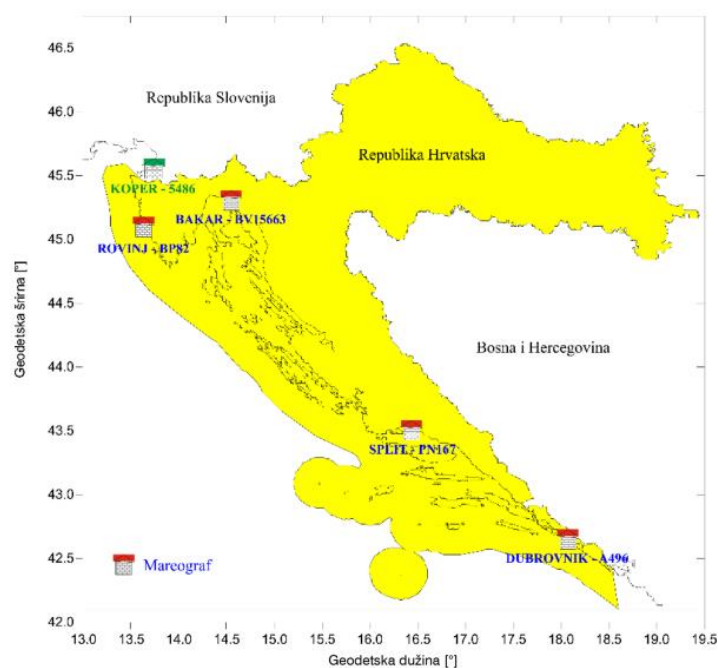 46.5
46.0
Republika Slovenija
Republika Hrvatska
45.5
KOPER - 5486
BAKAR - BV15663
45.0
ROVINJ - BP82
44.5
Geodetska širirna [°]
44.0
Bosna i Hercegovina
43.5
SPLIT - PN167
43.0
42.5
Mareograf
DUBROVNIK - A496
42.0
13.0 13.5 14.0 14.5 15.0 15.5 16.0 16.5 17.0 17.5 18.0 18.5 19.0 19.5
Geodetska dužina [°]